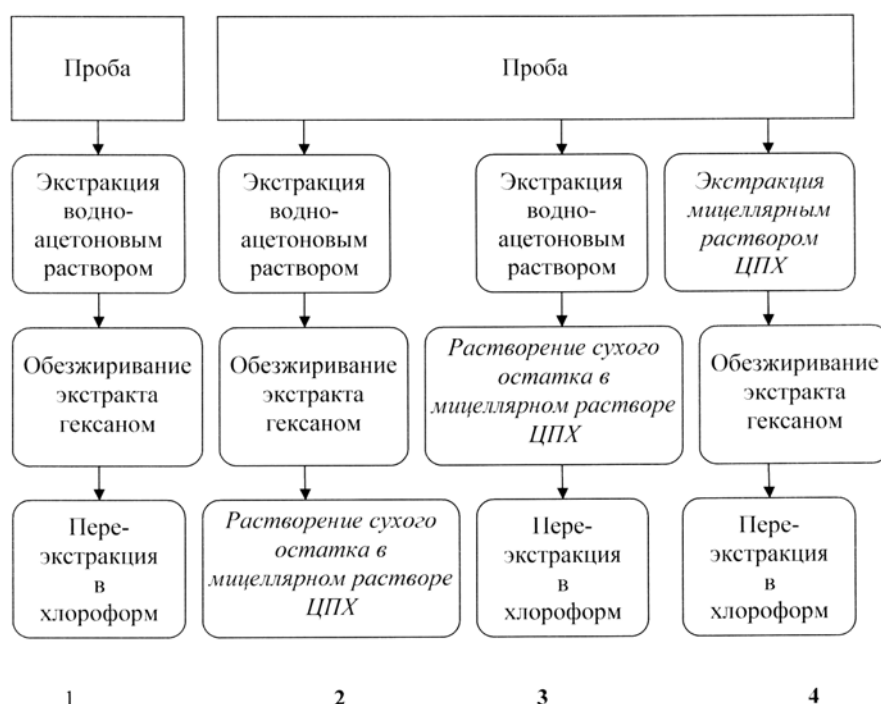 Проба
Проба
Экстракция
водно-
ацетоновым
раствором
Экстракция
водно-
ацетоновым
раствором
Экстракция
водно-
ацетоновым
раствором
Экстракция
мицеллярным
раствором
ЦПХ
Обезжиривание
экстракта
гексаном
Обезжиривание
экстракта
гексаном
Растворение сухого
остатка в
мицеллярном растворе
ЦПХ
Обезжиривание
экстракта
гексаном
Пере-
экстракция
в
хлороформ
Растворение сухого
остатка в
мицеллярном растворе
ЦПХ
Пере-
экстракция
в
хлороформ
Пере-
экстракция
в
хлороформ
1
2
3
4